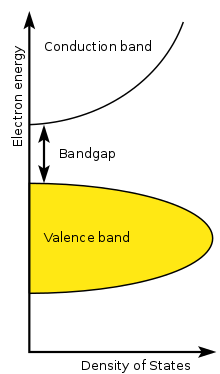 Conduction band
Electron energy
Bandgap
Valence band
Density of States